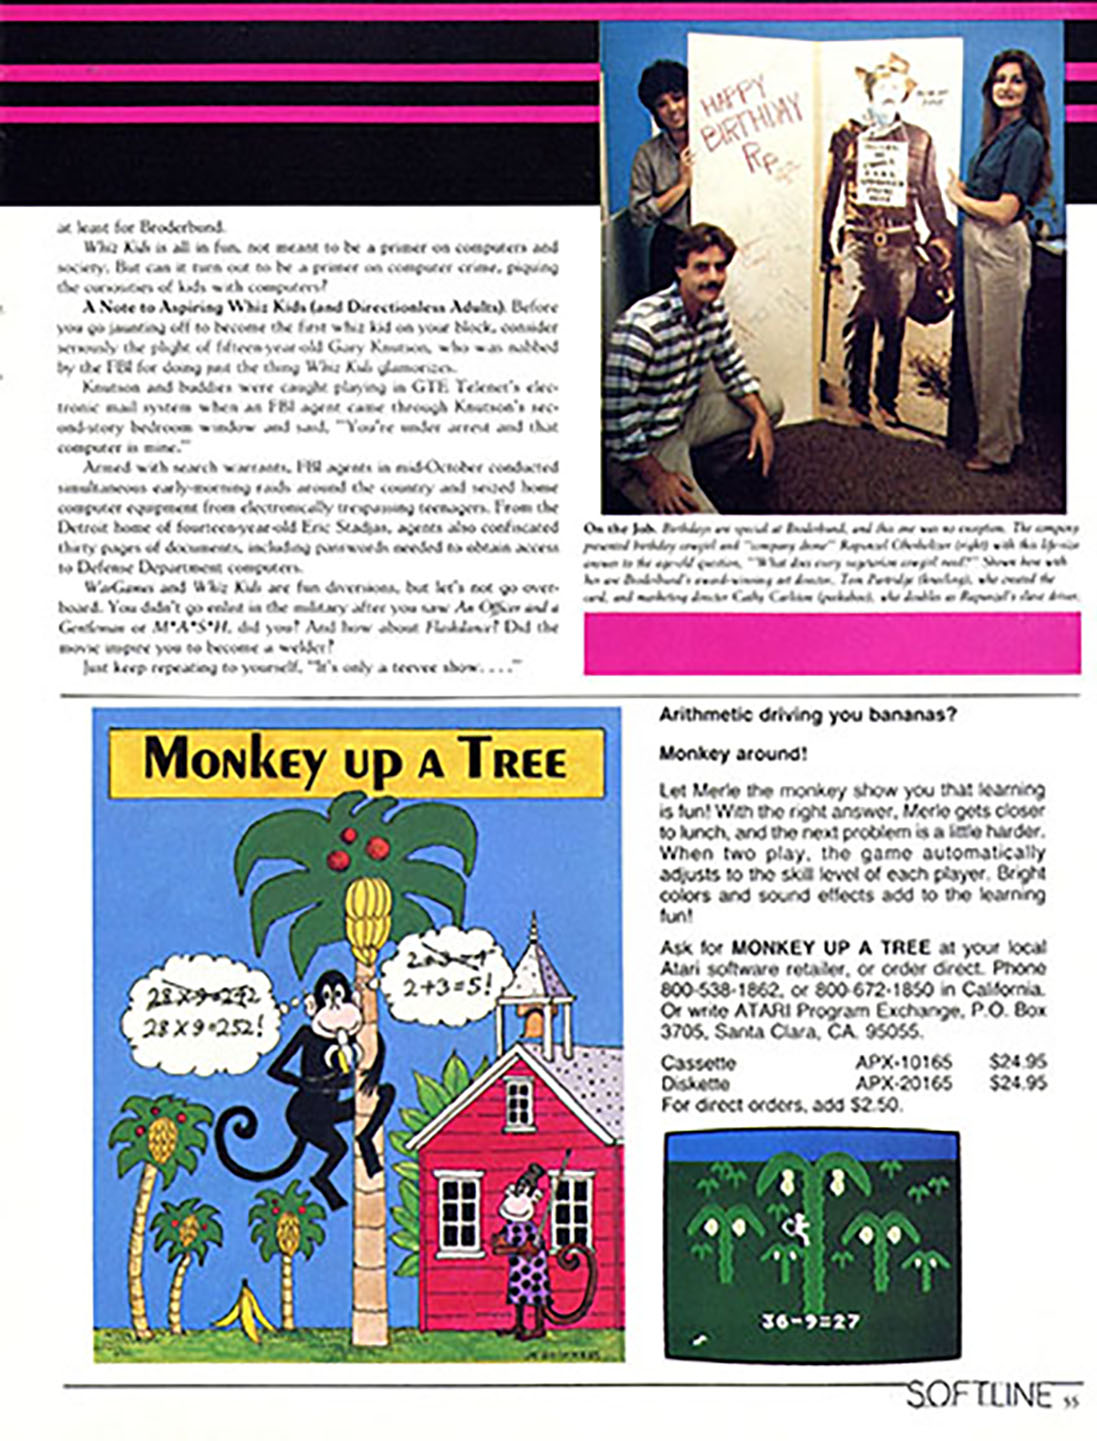 at least for Broderbund.
Whiz Kids is all in fun, not meant to be a primer on computers and
society. But can it turn out to be a primer on computer crime, piquing
the curiosities of kids with computers?
A Note to Aspiring Whiz Kids (and Directionless Adults). Before
you go jaunting off to become the first whiz kid on your block, consider
seriously the plight of fifteen-year-old Gary Knutson, who was nabbed
by the FBI for doing just the thing Whiz Kids glamorizes.
Knutson and buddies were caught playing in GTE Telenet's elec-
tronic mail system when an FBI agent came through Knutson's sec-
ond-story bedroom window and said, "You're under arrest and that
computer is mine."
Armed with search warrants, FBI agents in mid-October conducted
simultaneous early-morning raids around the country and seized home
computer equipment from electronically trespassing teenagers. From the
Detroit home of fourteen-year-old Eric Stadjas, agents also confiscated
thirty pages of documents, including passwords needed to obtain access
to Defense Department computers.
WarGames and Whiz Kids are fun diversions, but let's not go over-
board. You didn't go enlist in the military after you saw An Officer and a
Gentleman or M*A*S*H, did you? And how about Flashdance? Did the
movie inspire you to become a welder?
Just keep repeating to yourself, "It's only a teevee show. . . ."
HAPPY
BIRTHDAY
On the Job. Birthdays are special at Broderbund, and this one was no exception. The company
presented birthday cowgirl and "company dome" Rapunzel Oberholtzer (right) with this life-size
answer to the age-old question, "What does every vegetarian cowgirl need?" Shown here with
her are Broderbund's award-winning art director, Tom Partridge (kneeling), who created the
card, and marketing director Cathy Carlston (peekaboo), who doubles as Rapunzel's slave driver.
Monkey up a Tree
28 x 9 = 242
28 x 9 = 252!
2 + 3 = 4
2+3=5!
Arithmetic driving you bananas?
Monkey around!
Let Merle the monkey show you that learning
is fun! With the right answer, Merle gets closer
to lunch, and the next problem is a little harder.
When two play, the game automatically
adjusts to the skill level of each player. Bright
colors and sound effects add to the learning
fun!
Ask for MONKEY UP A TREE at your local
Atari software retailer, or order direct. Phone
800-538-1862, or 800-672-1850 in California.
Or write ATARI Program Exchange, P.O. Box
3705, Santa Clara, CA. 95055.
Cassette APX-10165 $24.95
Diskette APX-20165 $24.95
For direct orders, add $2.50.
36-9=27
SOFTLINE 55